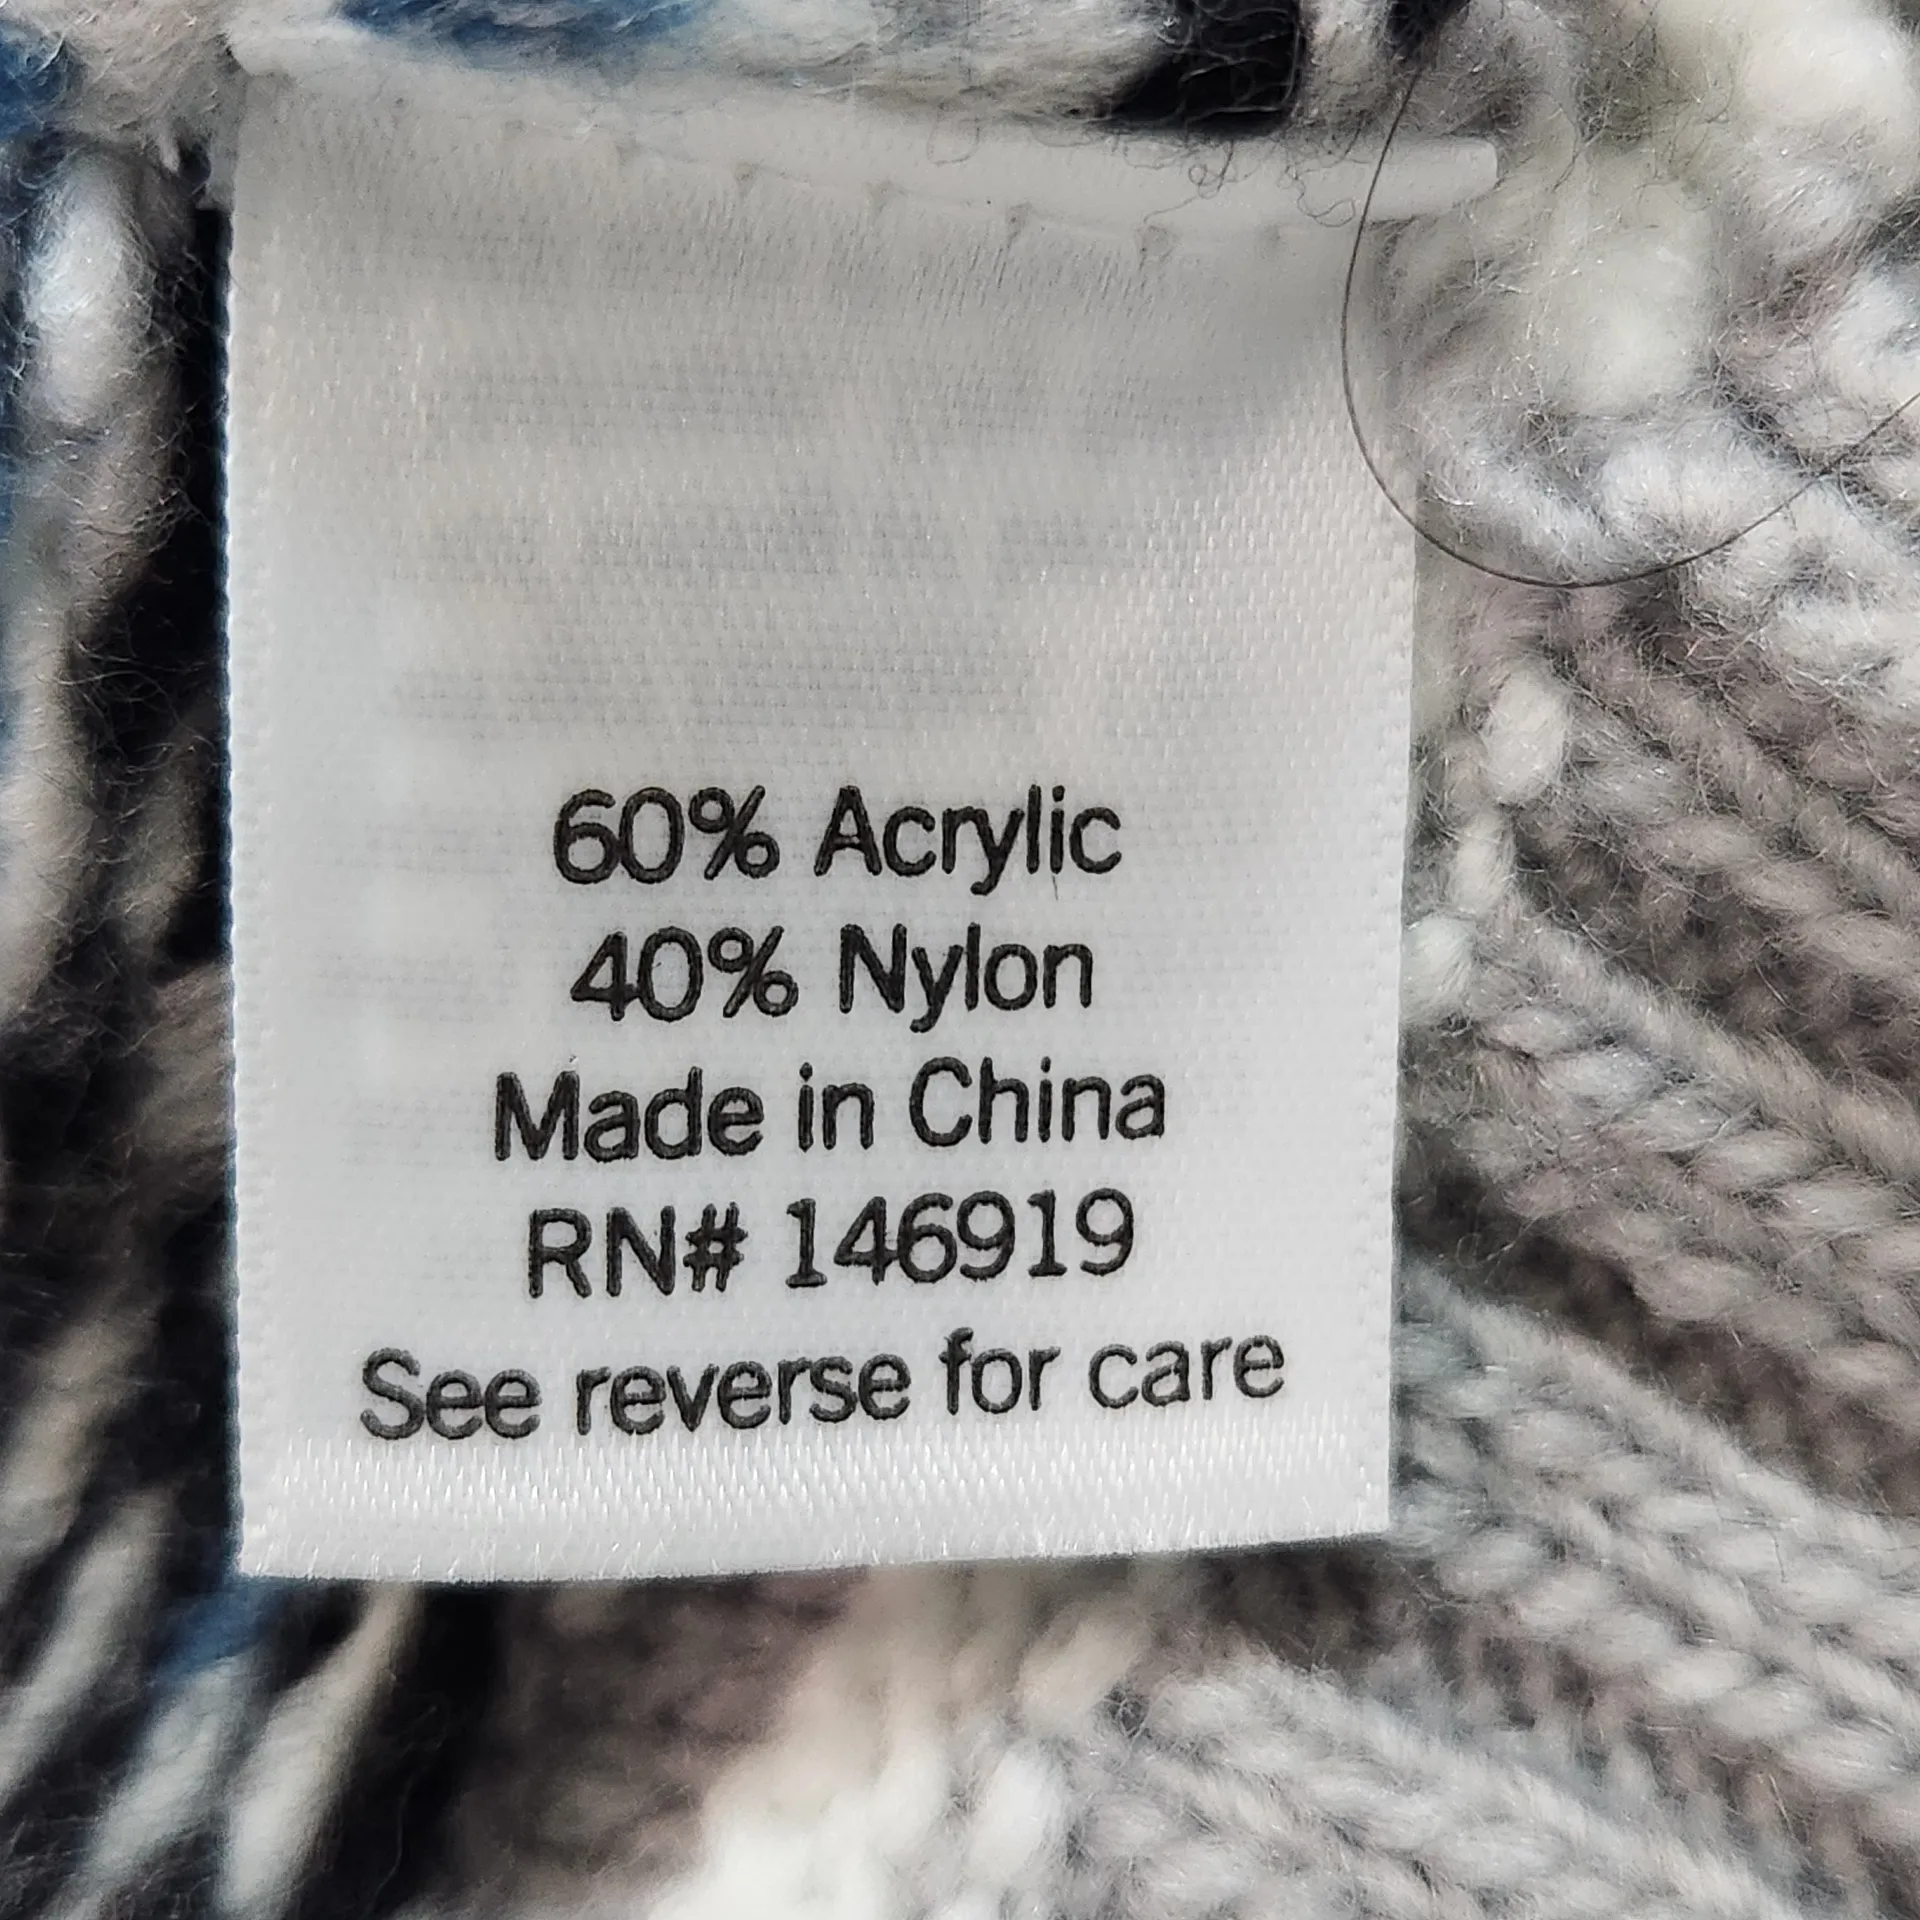 60% Acrylic
40% Nylon
Made in China
RN# 146919
See reverse for care